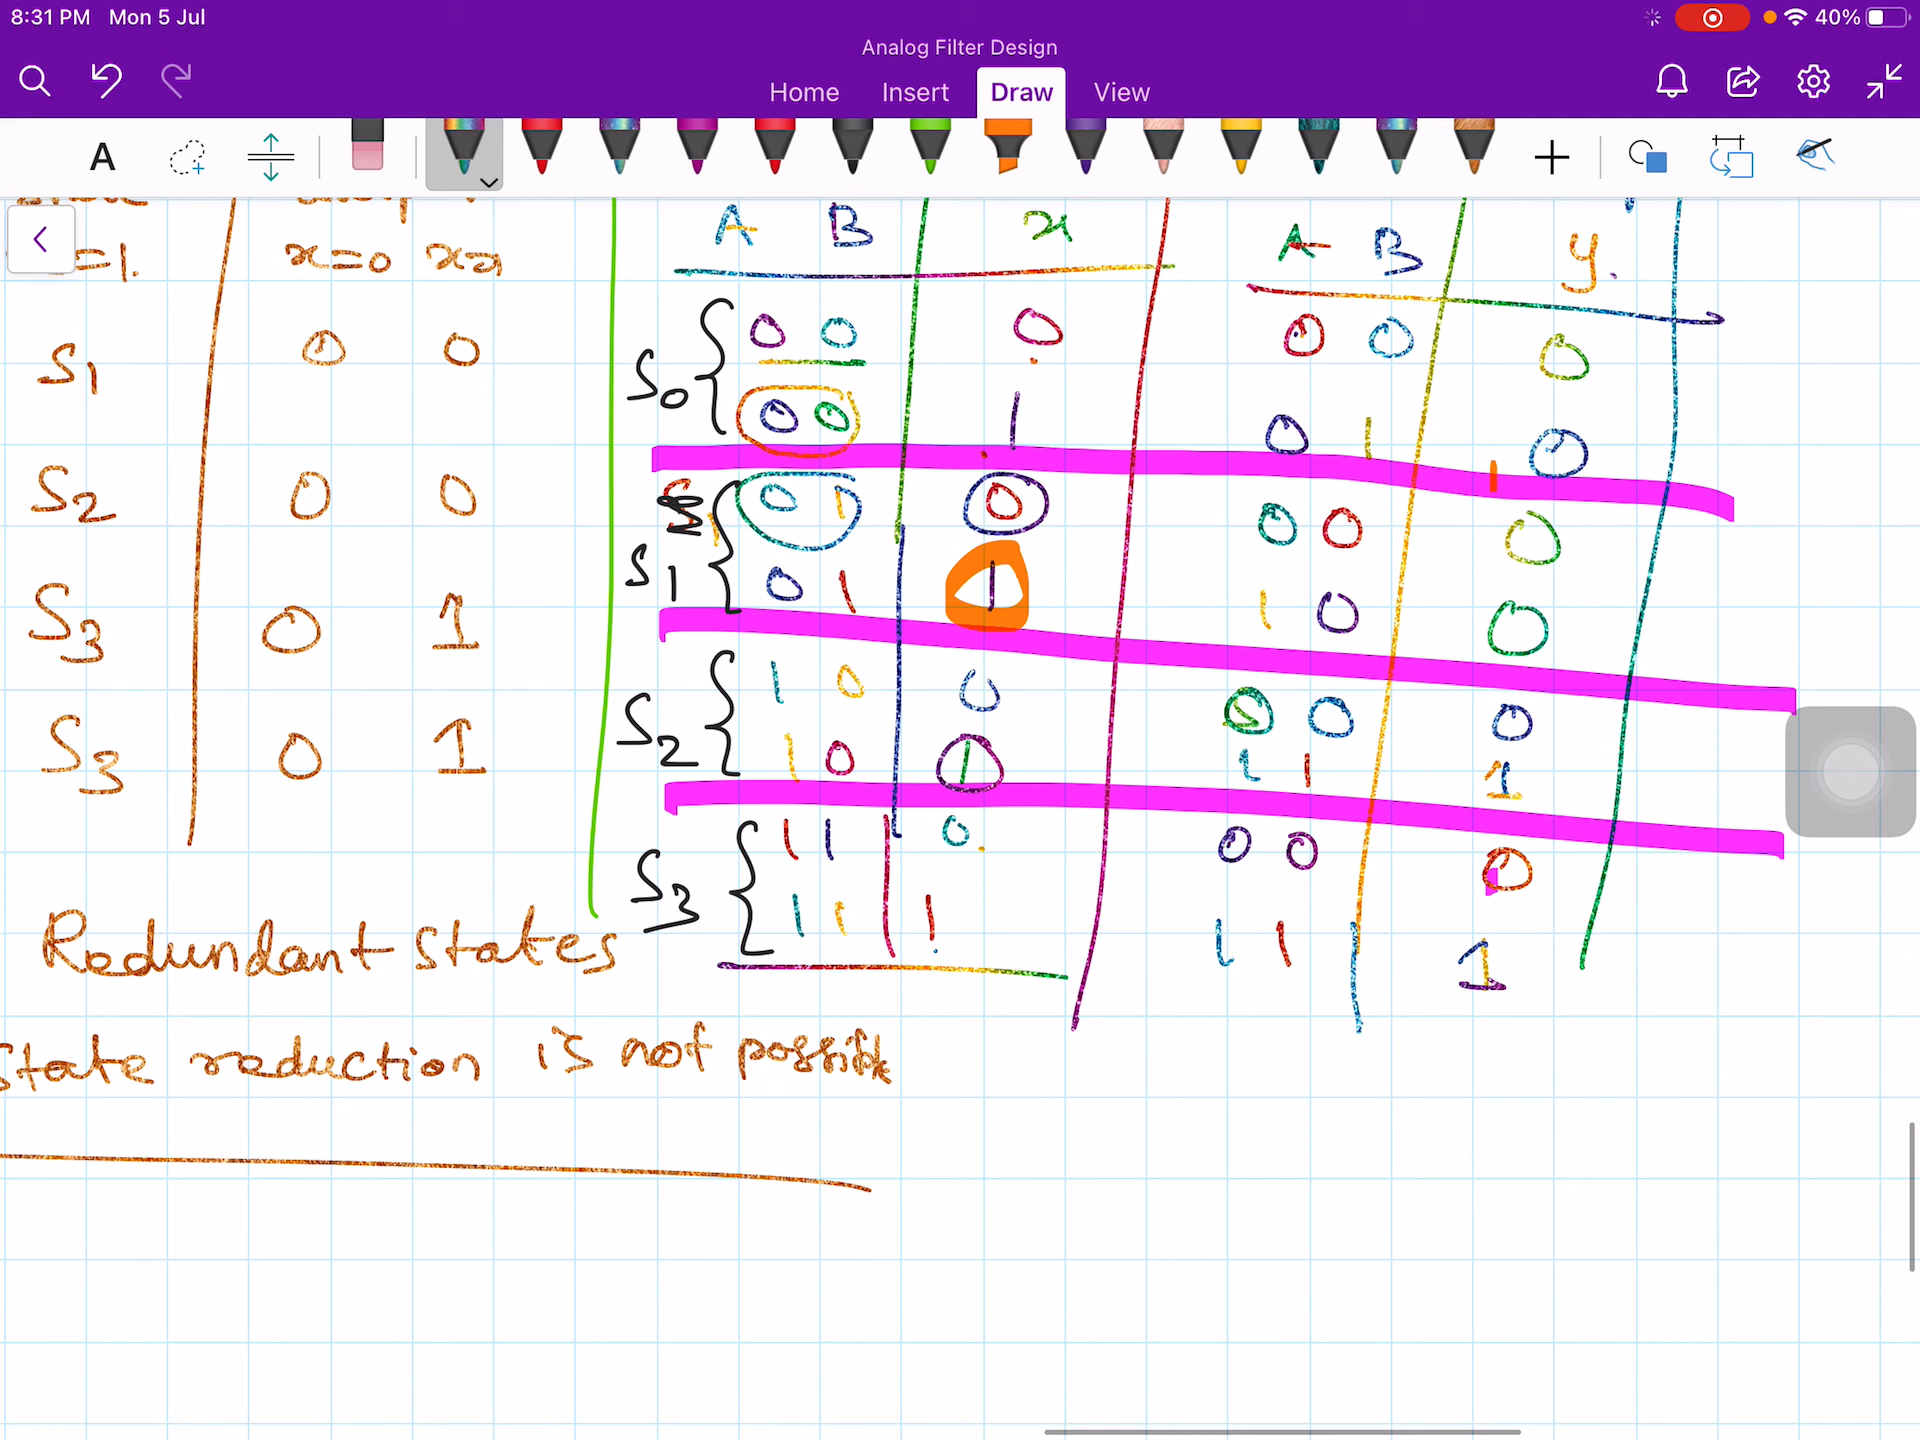 8:31 PM Mon 5 Jul
40%
Analog Filter Design
Home Insert Draw View
A
=1.
x=0 x=1
S1 0 0
S2 0 0
S3 0 1
S3 0 1
Redundant states
State reduction is not possible
A B x A B y.
S0
0 0 0 0 0 0
0 0 1 0 1 0
S1
0 1 0 0 0 0
0 1 1 1 0 0
S2
1 0 0 0 0 0
1 0 1 1 1 1
S3
1 1 0 0 0 0
1 1 1 1 1 1